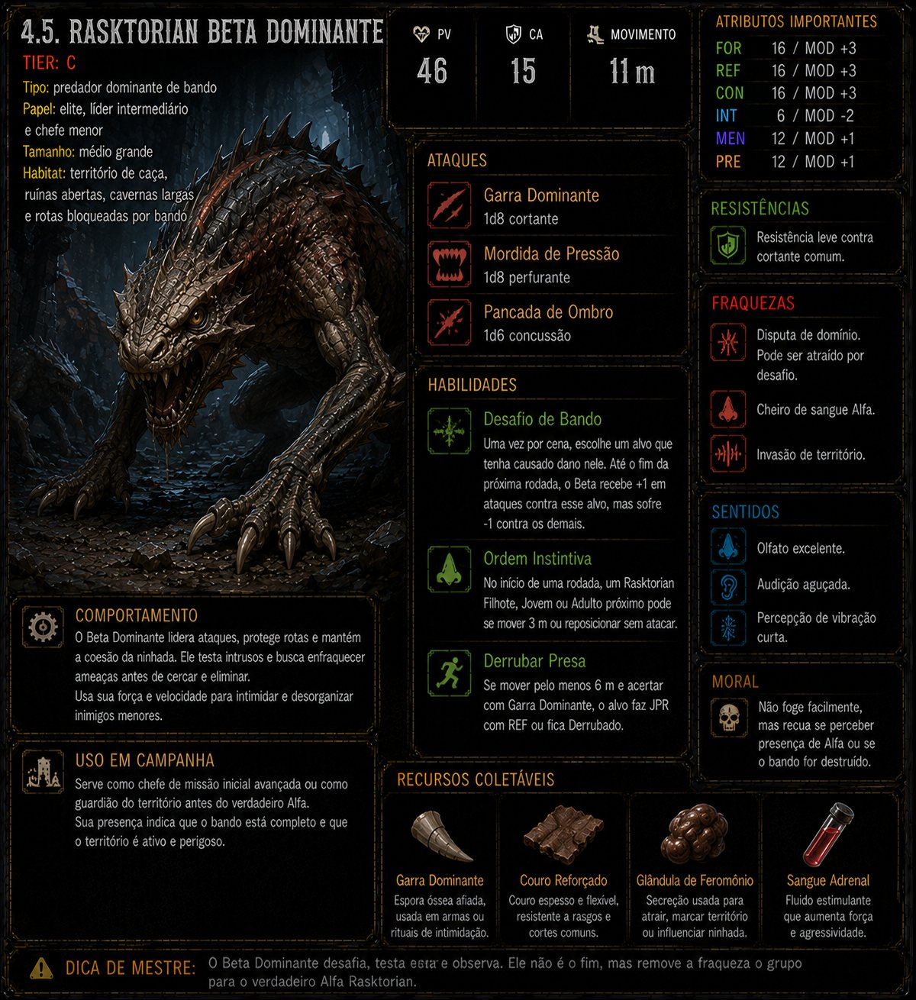 4.5. RASKTORIAN BETA DOMINANTE
TIER: C
Tipo: predador dominante de bando
Papel: elite, líder intermediário
e chefe menor
Tamanho: médio grande
Habitat: território de caça,
ruínas abertas, cavernas largas
e rotas bloqueadas por bando
PV
46
CA
15
MOVIMENTO
11 m
ATRIBUTOS IMPORTANTES
FOR 16 / MOD +3
REF 16 / MOD +3
CON 16 / MOD +3
INT 6 / MOD -2
MEN 12 / MOD +1
PRE 12 / MOD +1
ATAQUES
Garra Dominante
1d8 cortante
Mordida de Pressão
1d8 perfurante
Pancada de Ombro
1d6 concussão
HABILIDADES
Desafio de Bando
Uma vez por cena, escolhe um alvo que
tenha causado dano nele. Até o fim da
próxima rodada, o Beta recebe +1 em
ataques contra esse alvo, mas sofre
-1 contra os demais.
Ordem Instintiva
No início de uma rodada, um Rasktorian
Filhote, Jovem ou Adulto próximo pode
se mover 3 m ou reposicionar sem atacar.
Derrubar Presa
Se mover pelo menos 6 m e acertar
com Garra Dominante, o alvo faz JPR
com REF ou fica Derrubado.
RESISTÊNCIAS
Resistência leve contra
cortante comum.
FRAQUEZAS
Disputa de domínio.
Pode ser atraído por
desafio.
Cheiro de sangue Alfa.
Invasão de território.
SENTIDOS
Olfato excelente.
Audição aguçada.
Percepção de vibração
curta.
MORAL
Não foge facilmente,
mas recua se perceber
presença de Alfa ou se
o bando for destruído.
COMPORTAMENTO
O Beta Dominante lidera ataques, protege rotas e mantém
a coesão da ninhada. Ele testa intrusos e busca enfraquecer
ameaças antes de cercar e eliminar.
Usa sua força e velocidade para intimidar e desorganizar
inimigos menores.
USO EM CAMPANHA
Serve como chefe de missão inicial avançada ou como
guardião do território antes do verdadeiro Alfa.
Sua presença indica que o bando está completo e que
o território é ativo e perigoso.
RECURSOS COLETÁVEIS
Garra Dominante
Espora óssea afiada,
usada em armas ou
rituais de intimidação.
Couro Reforçado
Couro espesso e flexível,
resistente a rasgos e
cortes comuns.
Glândula de Feromônio
Secreção usada para
atrair, marcar território
ou influenciar ninhada.
Sangue Adrenal
Fluido estimulante
que aumenta força
e agressividade.
DICA DE MESTRE: O Beta Dominante desafia, testa e observa. Ele não é o fim, mas remove a fraqueza o grupo
para o verdadeiro Alfa Rasktorian.